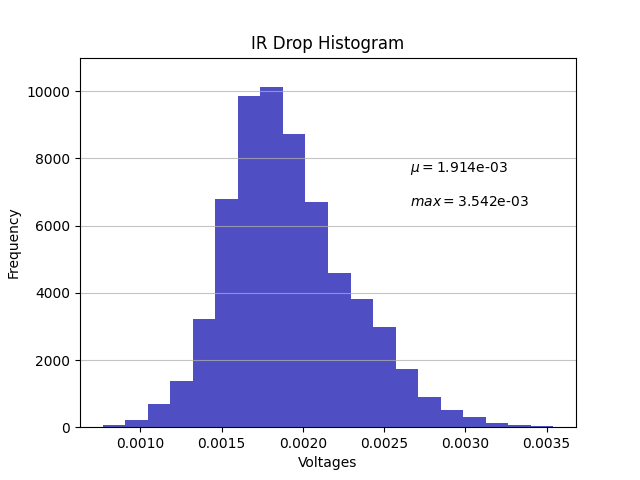 IR Drop Histogram
10000
8000
6000
4000
2000
0
Frequency
μ = 1.914e-03
max = 3.542e-03
0.0010 0.0015 0.0020 0.0025 0.0030 0.0035
Voltages